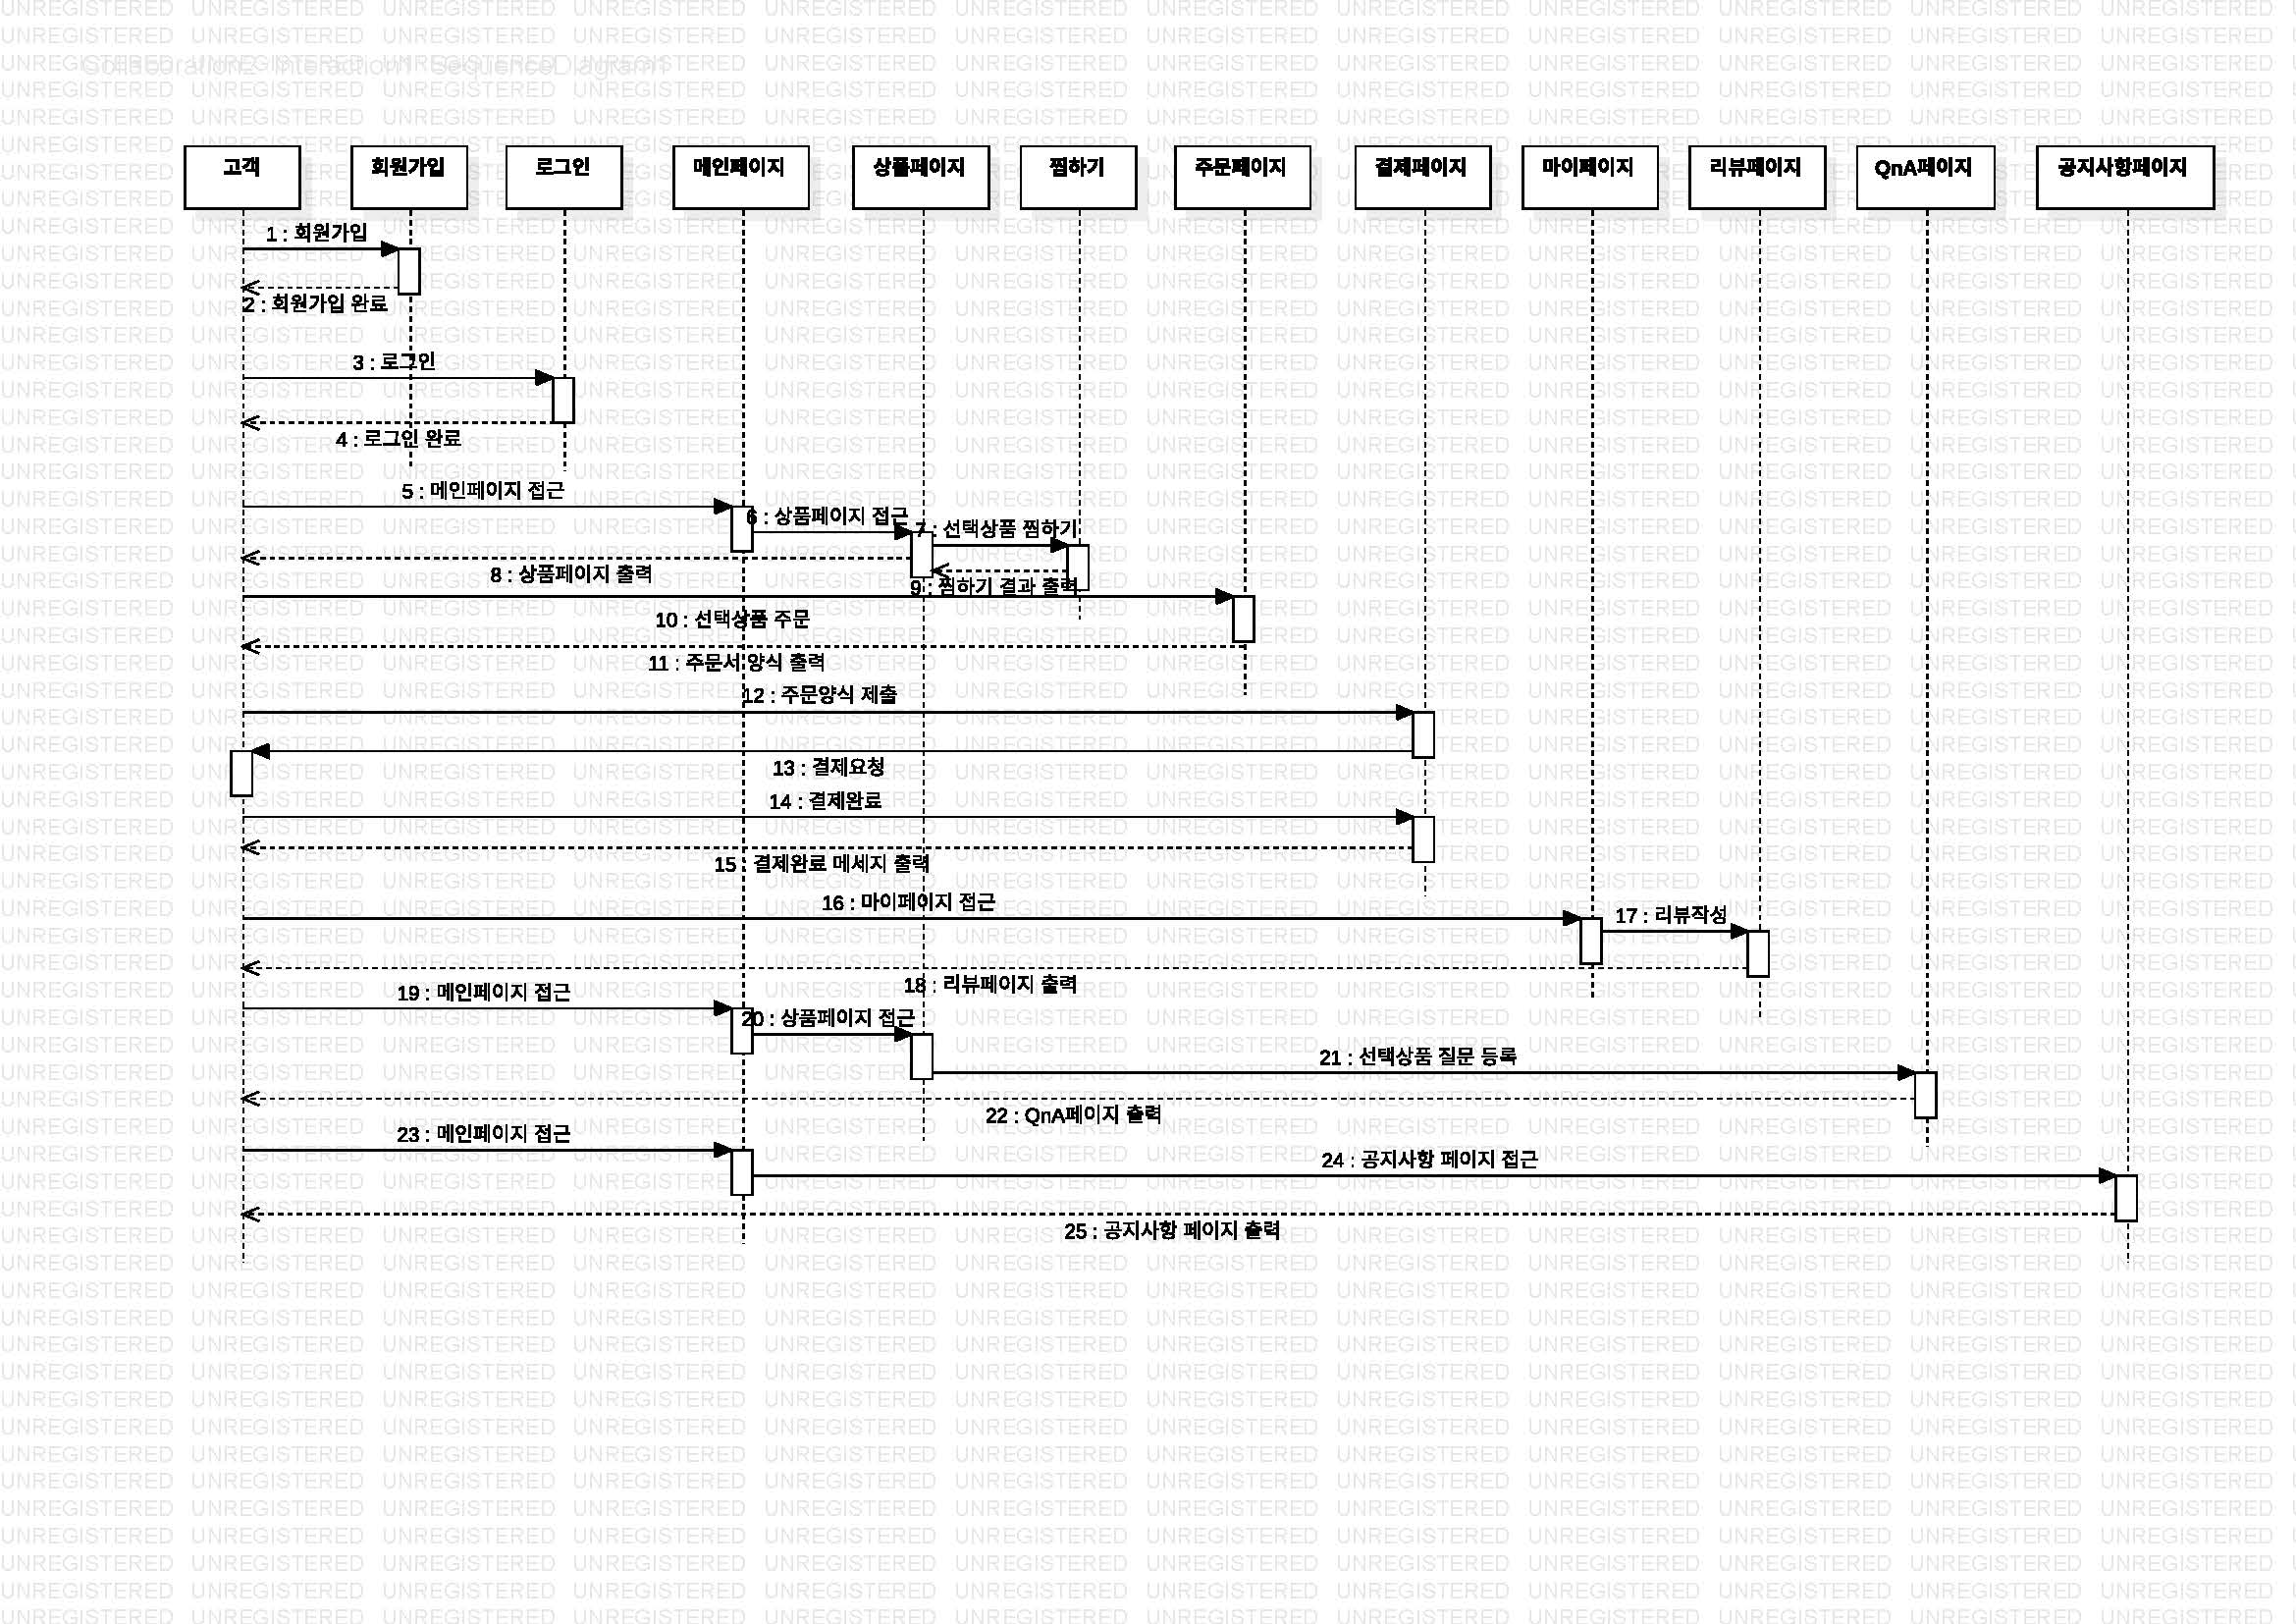 Collaboration2 Interaction1 SequenceDiagram1
고객
회원가입
로그인
메인페이지
상품페이지
찜하기
주문페이지
결제페이지
마이페이지
리뷰페이지
QnA페이지
공지사항페이지
1 : 회원가입
2 : 회원가입 완료
3 : 로그인
4 : 로그인 완료
5 : 메인페이지 접근
6 : 상품페이지 접근
7 : 선택상품 찜하기
8 : 상품페이지 출력
9 : 찜하기 결과 출력
10 : 선택상품 주문
11 : 주문서 양식 출력
12 : 주문양식 제출
13 : 결제요청
14 : 결제완료
15 : 결제완료 메세지 출력
16 : 마이페이지 접근
17 : 리뷰작성
18 : 리뷰페이지 출력
19 : 메인페이지 접근
20 : 상품페이지 접근
21 : 선택상품 질문 등록
22 : QnA페이지 출력
23 : 메인페이지 접근
24 : 공지사항 페이지 접근
25 : 공지사항 페이지 출력
UNREGISTERED